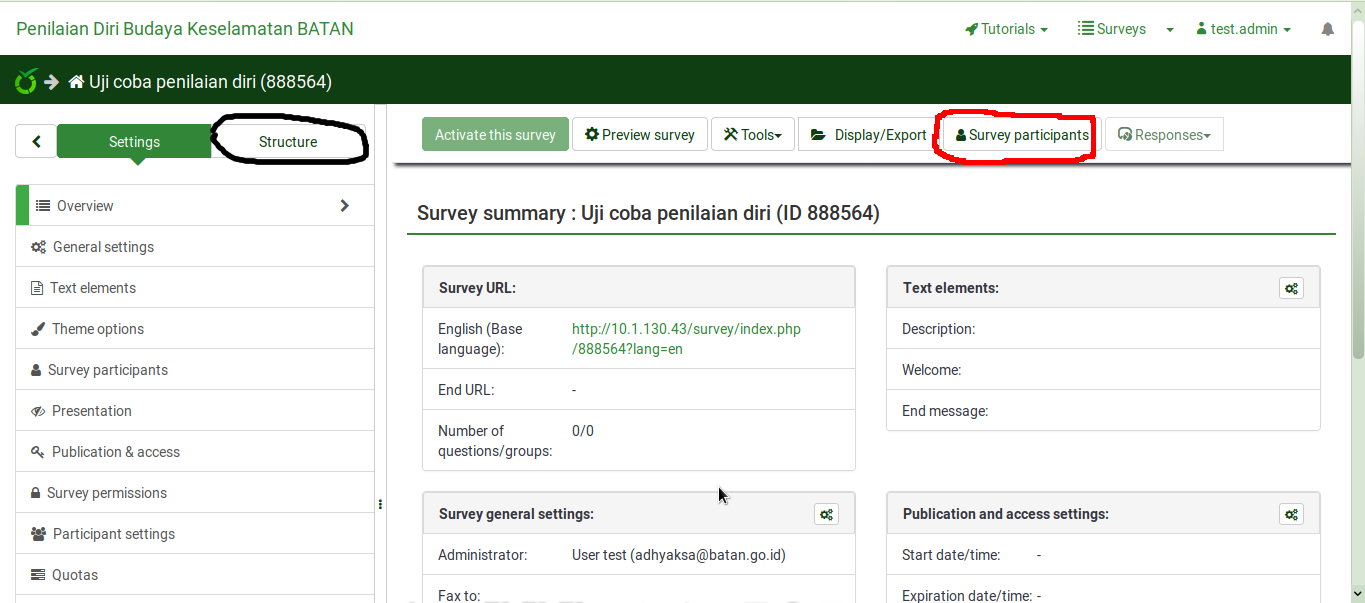 Penilaian Diri Budaya Keselamatan BATAN
Tutorials
Surveys
test.admin
Uji coba penilaian diri (888564)
Settings
Structure
Activate this survey
Preview survey
Tools
Display/Export
Survey participants
Responses
Overview
General settings
Text elements
Theme options
Survey participants
Presentation
Publication & access
Survey permissions
Participant settings
Quotas
Survey summary : Uji coba penilaian diri (ID 888564)
Survey URL:
English (Base
language):
http://10.1.130.43/survey/index.php
/888564?lang=en
End URL:
-
Number of
questions/groups:
0/0
Text elements:
Description:
Welcome:
End message:
Survey general settings:
Administrator:
User test (adhyaksa@batan.go.id)
Fax to:
Publication and access settings:
Start date/time:
-
Expiration date/time: -